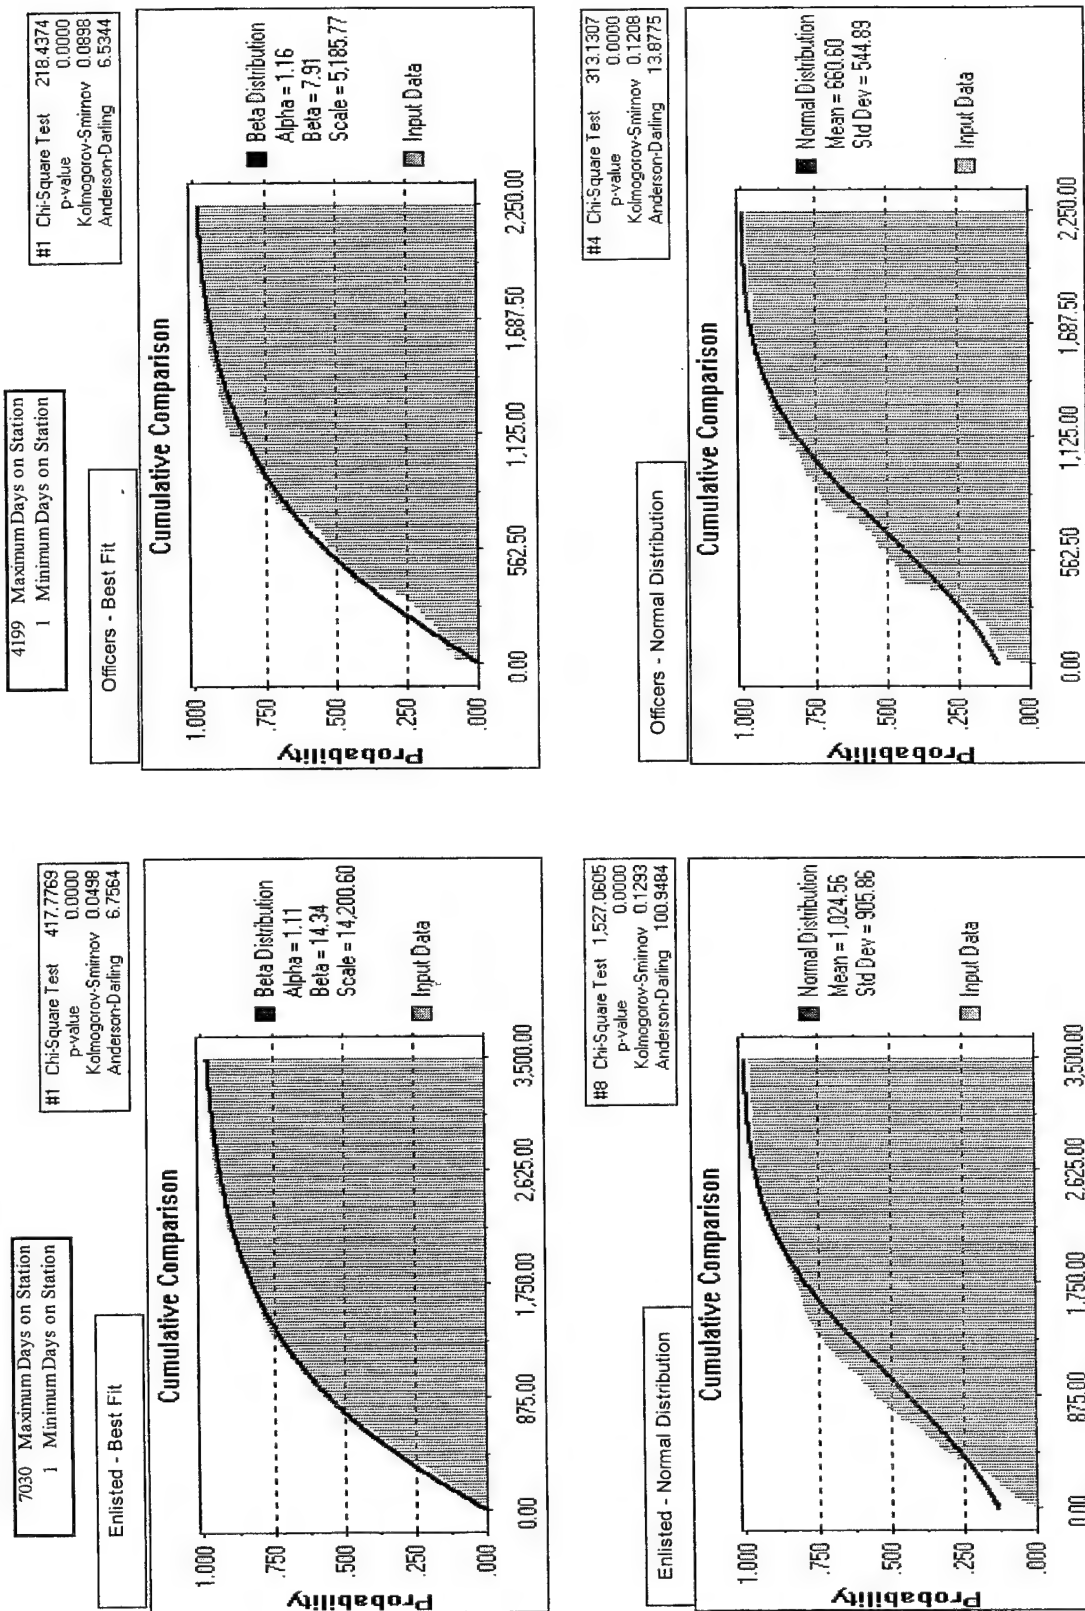 7030 Maximum Days on Station
1 Minimum Days on Station
Enlisted - Best Fit
#1 Chi-Square Test 417.7769
p-value 0.0000
Kolmogorov-Smirnov 0.0498
Anderson-Darling 6.7564
Cumulative Comparison
1.000
.750
.500
.250
.000
Probability
0.00 875.00 1,750.00 2,625.00 3,500.00
Beta Distribution
Alpha = 1.11
Beta = 14.34
Scale = 14,200.60
Input Data
4199 Maximum Days on Station
1 Minimum Days on Station
Officers - Best Fit
#1 Chi-Square Test 218.4374
p-value 0.0000
Kolmogorov-Smirnov 0.0898
Anderson-Darling 6.5344
Cumulative Comparison
1.000
.750
.500
.250
.000
Probability
0.00 562.50 1,125.00 1,687.50 2,250.00
Beta Distribution
Alpha = 1.16
Beta = 7.91
Scale = 5,185.77
Input Data
Enlisted - Normal Distribution
#8 Chi-Square Test 1,527.0605
p-value 0.0000
Kolmogorov-Smirnov 0.1293
Anderson-Darling 100.9484
Cumulative Comparison
1.000
.750
.500
.250
.000
Probability
0.00 875.00 1,750.00 2,625.00 3,500.00
Normal Distribution
Mean = 1,024.56
Std Dev = 905.86
Input Data
Officers - Normal Distribution
#4 Chi-Square Test 313.1307
p-value 0.0000
Kolmogorov-Smirnov 0.1208
Anderson-Darling 13.8775
Cumulative Comparison
1.000
.750
.500
.250
.000
Probability
0.00 562.50 1,125.00 1,687.50 2,250.00
Normal Distribution
Mean = 660.60
Std Dev = 544.89
Input Data